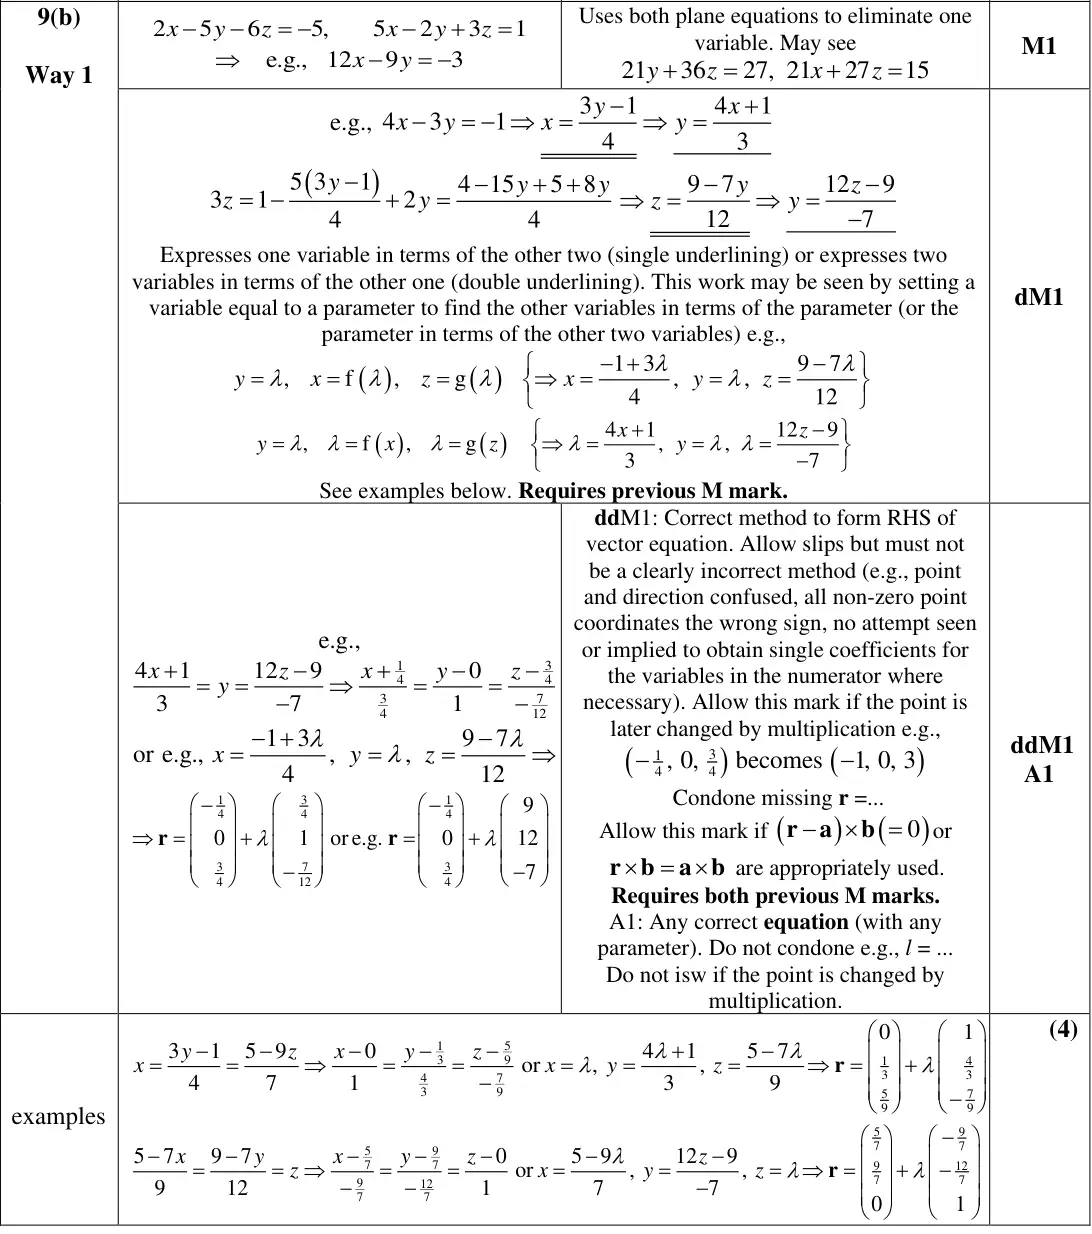 9(b)
Way 1
2x − 5y − 6z = −5, 5x − 2y + 3z = 1
⇒ e.g., 12x − 9y = −3
Uses both plane equations to eliminate one
variable. May see
21y + 36z = 27, 21x + 27z = 15
M1
e.g., 4x − 3y = −1 ⇒ x = (3y − 1)/4 ⇒ y = (4x + 1)/3
3z = 1 − 5(3y − 1)/4 + 2y = (4 − 15y + 5 + 8y)/4 ⇒ z = (9 − 7y)/12 ⇒ y = (12z − 9)/−7
Expresses one variable in terms of the other two (single underlining) or expresses two
variables in terms of the other one (double underlining). This work may be seen by setting a
variable equal to a parameter to find the other variables in terms of the parameter (or the
parameter in terms of the other two variables) e.g.,
y = λ, x = f(λ), z = g(λ) {⇒ x = (−1 + 3λ)/4, y = λ, z = (9 − 7λ)/12}
y = λ, λ = f(x), λ = g(z) {⇒ λ = (4x + 1)/3, y = λ, λ = (12z − 9)/−7}
See examples below. Requires previous M mark.
dM1
e.g.,
(4x + 1)/3 = y = (12z − 9)/−7 ⇒ (x + 1/4)/(3/4) = (y − 0)/1 = (z − 3/4)/(−7/12)
or e.g., x = (−1 + 3λ)/4, y = λ, z = (9 − 7λ)/12 ⇒
⇒ r = (−1/4, 0, 3/4) + λ(3/4, 1, −7/12) or e.g. r = (−1/4, 0, 3/4) + λ(9, 12, −7)
ddM1: Correct method to form RHS of
vector equation. Allow slips but must not
be a clearly incorrect method (e.g., point
and direction confused, all non-zero point
coordinates the wrong sign, no attempt seen
or implied to obtain single coefficients for
the variables in the numerator where
necessary). Allow this mark if the point is
later changed by multiplication e.g.,
(−1/4, 0, 3/4) becomes (−1, 0, 3)
Condone missing r =...
Allow this mark if (r − a) × b (= 0) or
r × b = a × b are appropriately used.
Requires both previous M marks.
A1: Any correct equation (with any
parameter). Do not condone e.g., l = ...
Do not isw if the point is changed by
multiplication.
ddM1
A1
(4)
examples
x = (3y − 1)/4 = (5 − 9z)/7 ⇒ (x − 0)/1 = (y − 1/3)/(4/3) = (z − 5/9)/(−7/9) or x = λ, y = (4λ + 1)/3, z = (5 − 7λ)/9 ⇒ r = (0, 1/3, 5/9) + λ(1, 4/3, −7/9)
(5 − 7x)/9 = (9 − 7y)/12 = z ⇒ (x − 5/7)/(−9/7) = (y − 9/7)/(−12/7) = (z − 0)/1 or x = (5 − 9λ)/7, y = (12z − 9)/−7, z = λ ⇒ r = (5/7, 9/7, 0) + λ(−9/7, −12/7, 1)